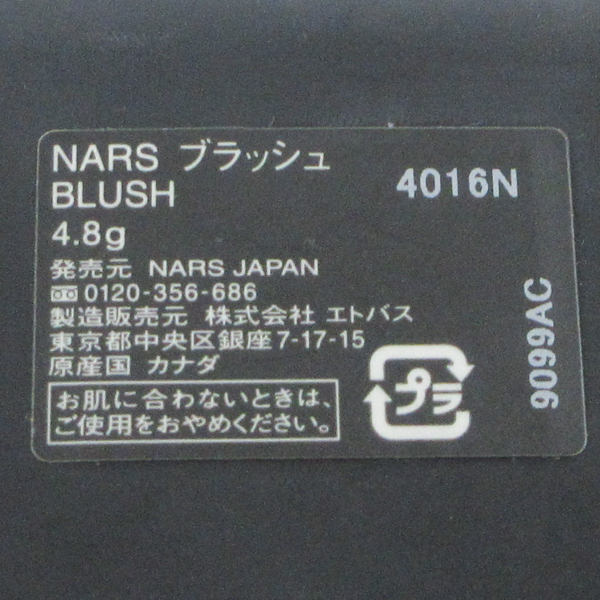 NARS ブラッシュ
BLUSH
4016N
4.8g
発売元 NARS JAPAN
0120-356-686
製造販売元 株式会社 エトバス
東京都中央区銀座7-17-15
原産国 カナダ
お肌に合わないときは、
ご使用をおやめください。
プラ
9099AC